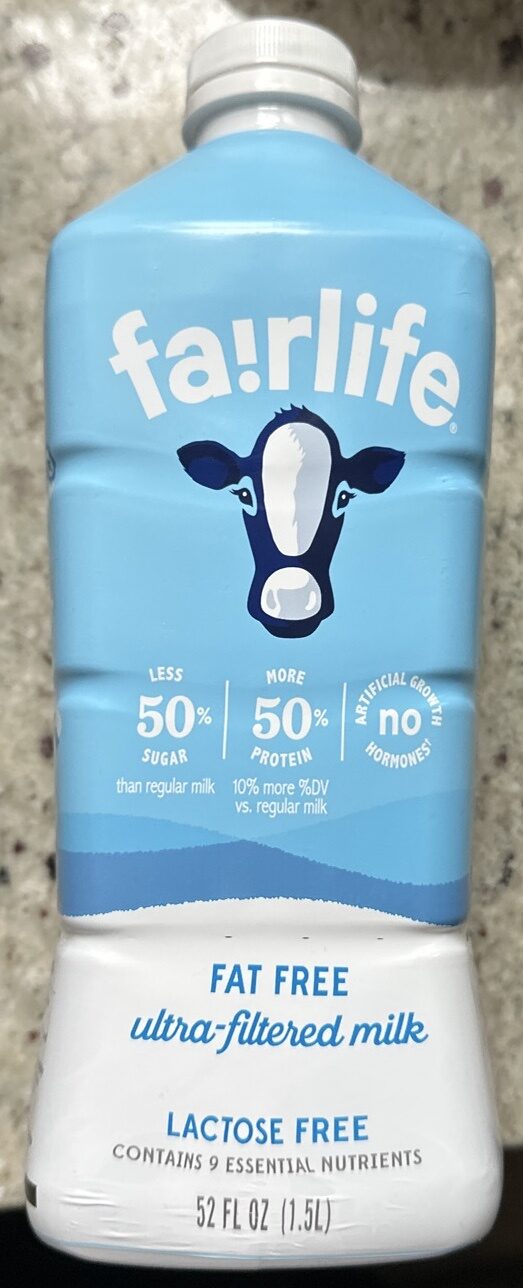 fa!rlife®
LESS
50%
SUGAR
than regular milk
MORE
50%
PROTEIN
10% more %DV
vs. regular milk
ARTIFICIAL GROWTH
no
HORMONES†
FAT FREE
ultra-filtered milk
LACTOSE FREE
CONTAINS 9 ESSENTIAL NUTRIENTS
52 FL OZ (1.5L)